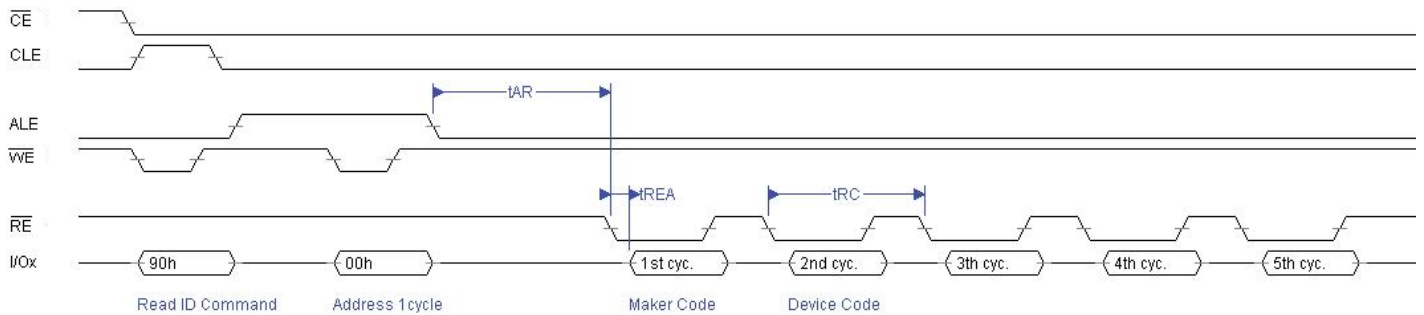 CE
CLE
tAR
ALE
WE
tREA
tRC
RE
I/Ox
90h
00h
1st cyc.
2nd cyc.
3th cyc.
4th cyc.
5th cyc.
Read ID Command
Address 1cycle
Maker Code
Device Code